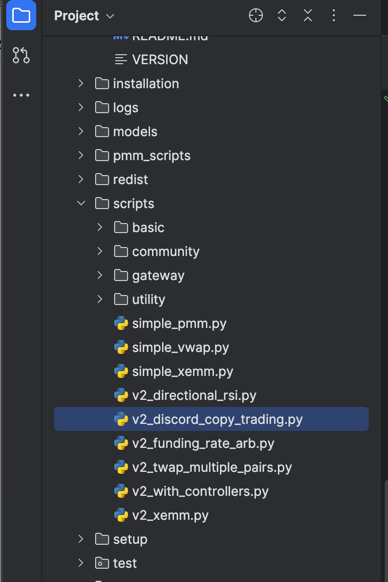 Project
README.md
VERSION
installation
logs
models
pmm_scripts
redist
scripts
basic
community
gateway
utility
simple_pmm.py
simple_vwap.py
simple_xemm.py
v2_directional_rsi.py
v2_discord_copy_trading.py
v2_funding_rate_arb.py
v2_twap_multiple_pairs.py
v2_with_controllers.py
v2_xemm.py
setup
test